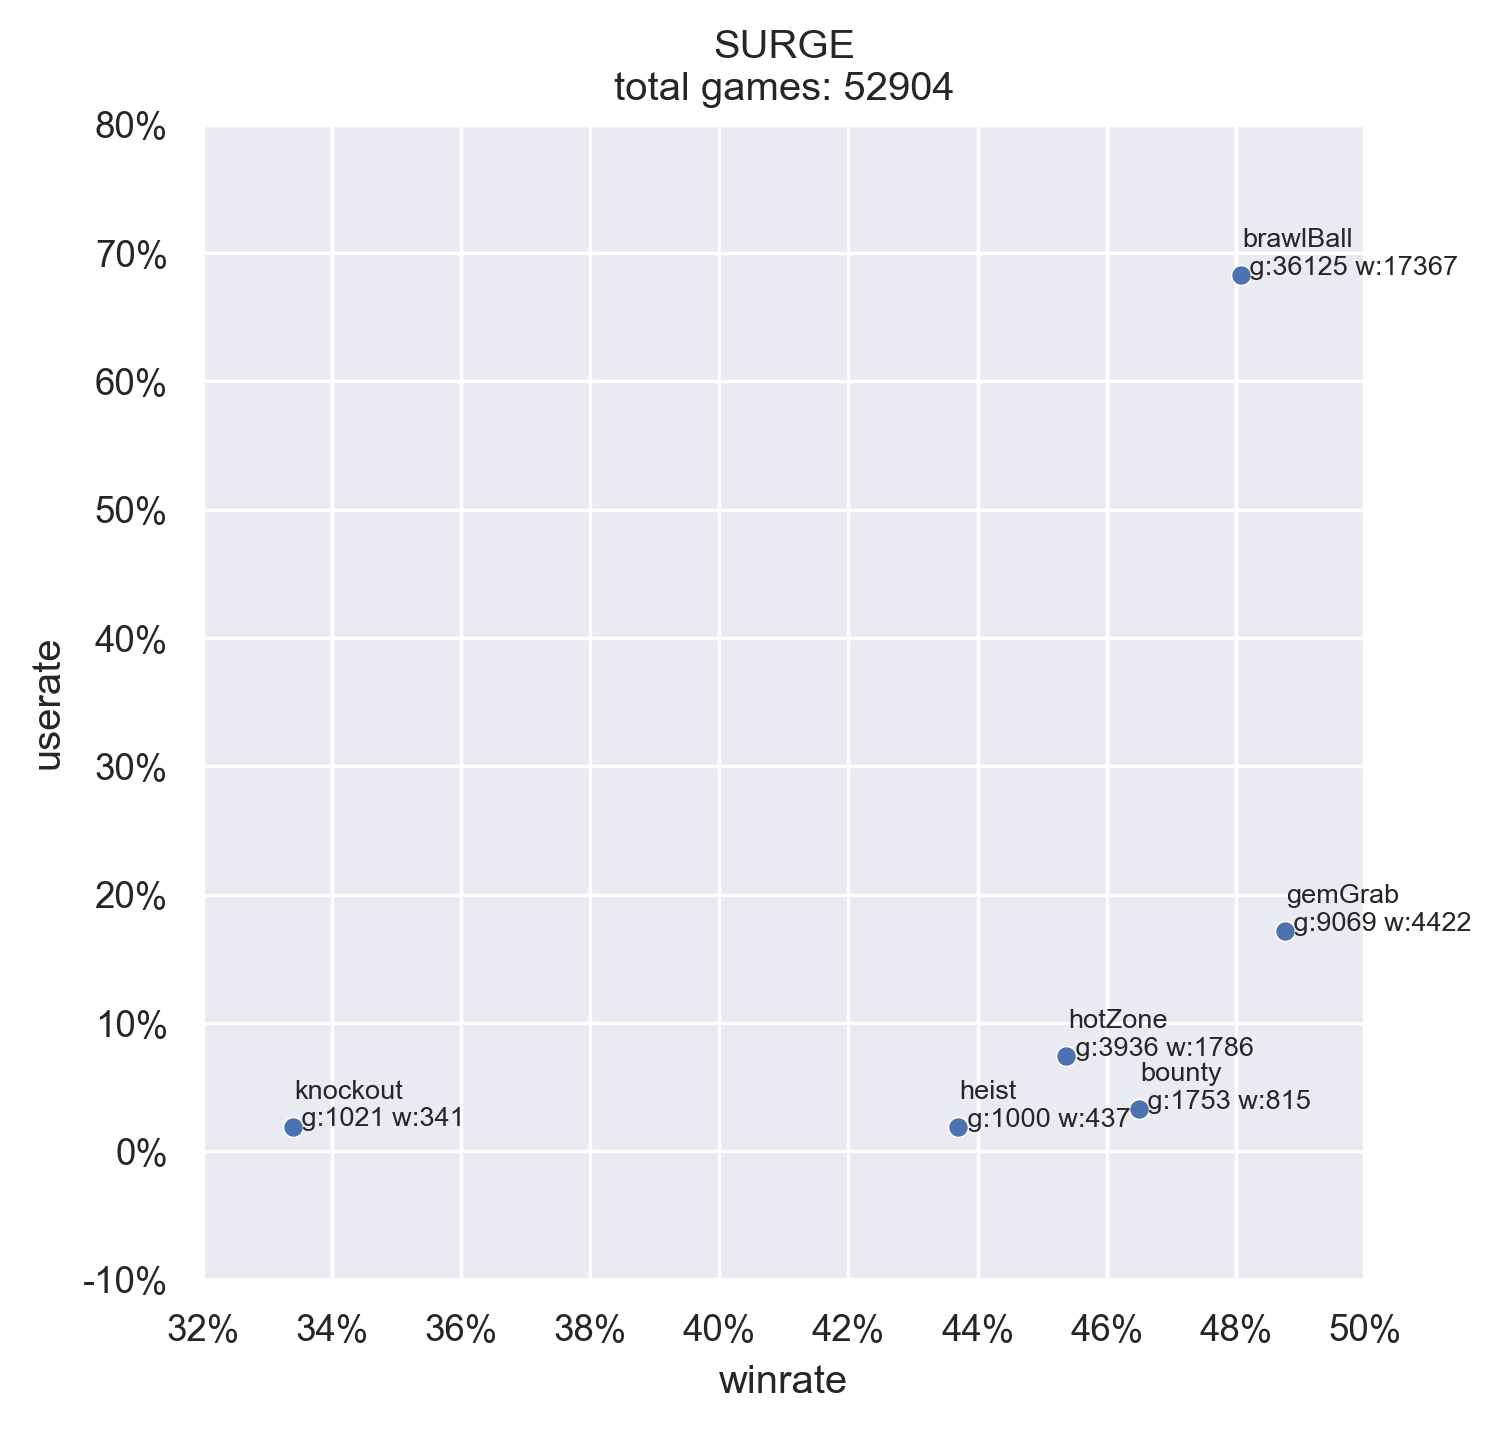 SURGE
total games: 52904
80%
70%
60%
50%
40%
30%
20%
10%
0%
-10%
userate
brawlBall
g:36125 w:17367
gemGrab
g:9069 w:4422
hotZone
g:3936 w:1786
bounty
g:1753 w:815
knockout
g:1021 w:341
heist
g:1000 w:437
32% 34% 36% 38% 40% 42% 44% 46% 48% 50%
winrate